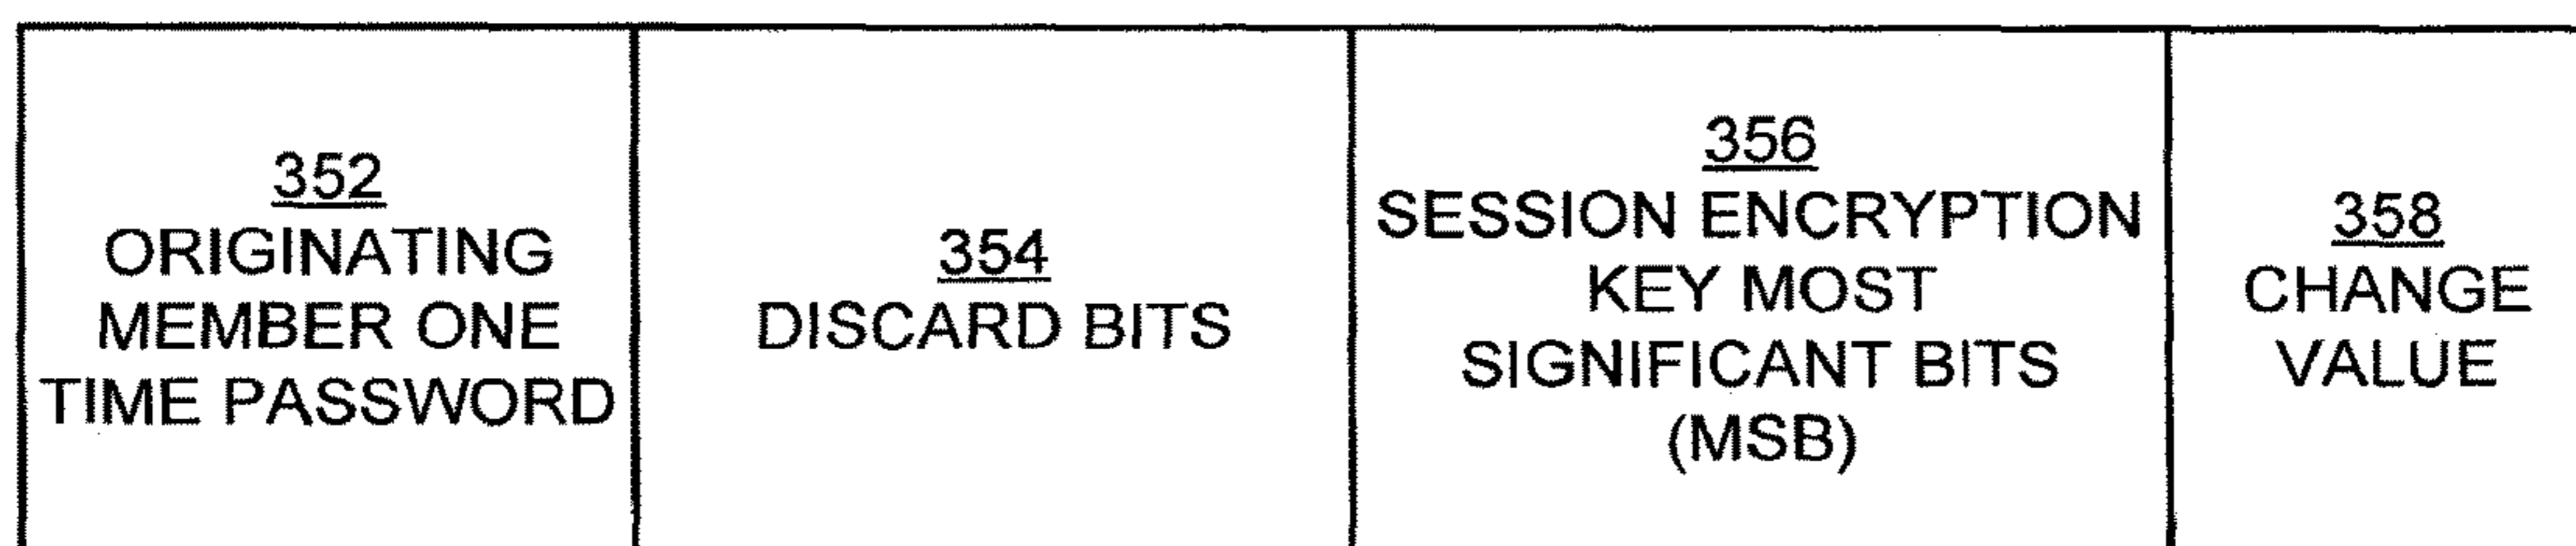 352
ORIGINATING
MEMBER ONE
TIME PASSWORD
354
DISCARD BITS
356
SESSION ENCRYPTION
KEY MOST
SIGNIFICANT BITS
(MSB)
358
CHANGE
VALUE